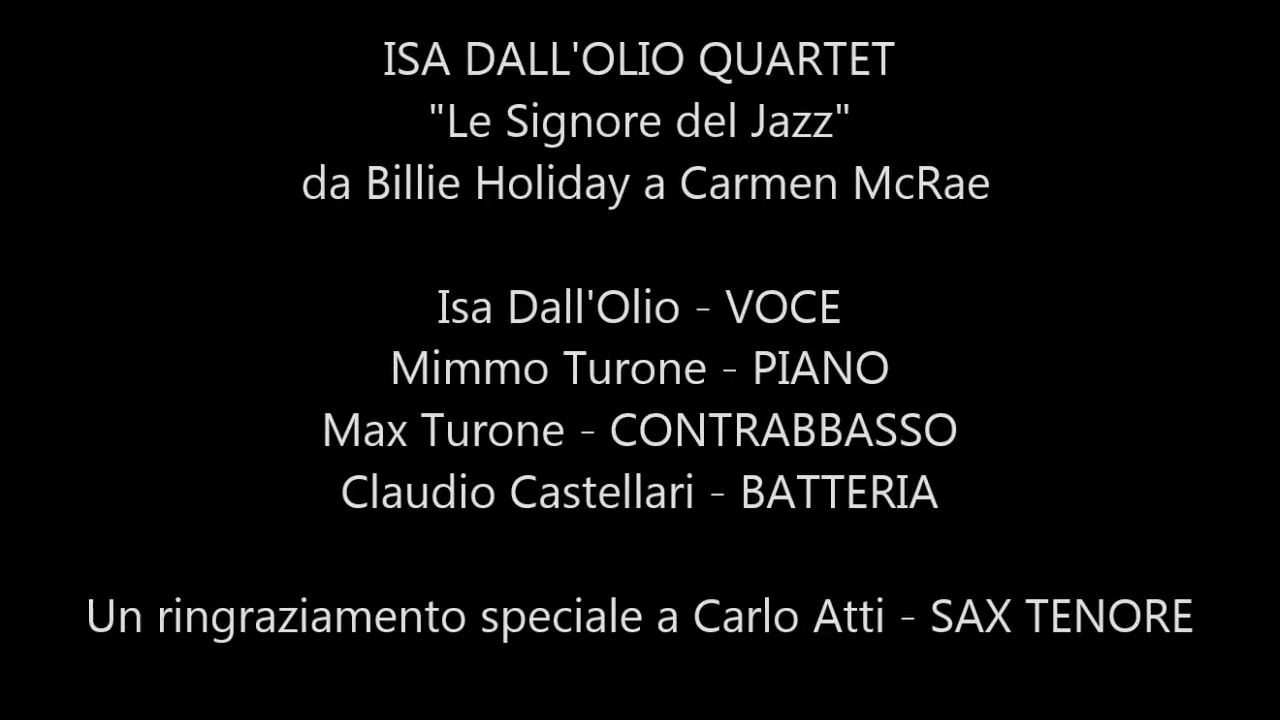 ISA DALL'OLIO QUARTET
"Le Signore del Jazz"
da Billie Holiday a Carmen McRae
Isa Dall'Olio - VOCE
Mimmo Turone - PIANO
Max Turone - CONTRABBASSO
Claudio Castellari - BATTERIA
Un ringraziamento speciale a Carlo Atti - SAX TENORE